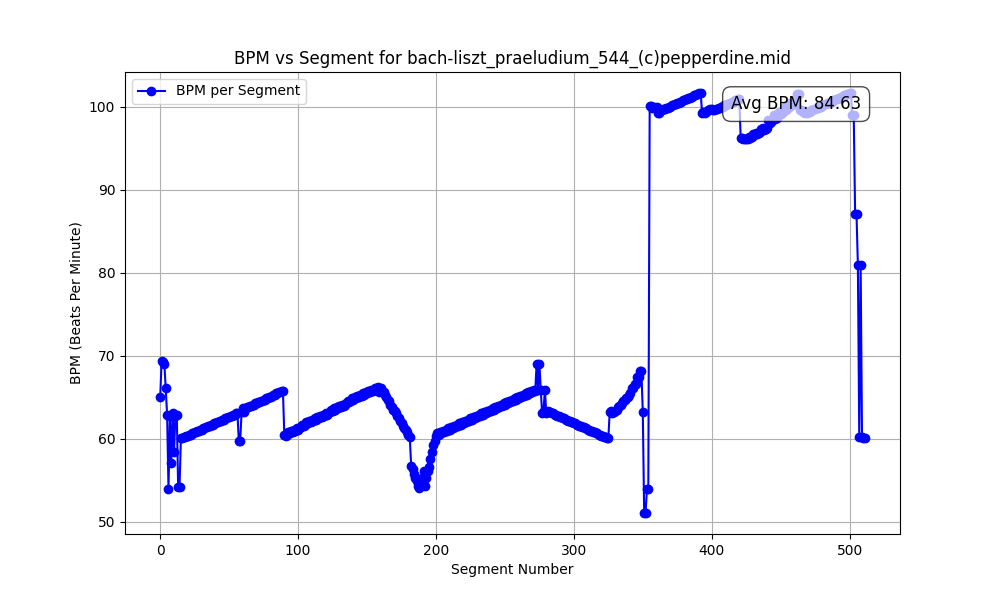 BPM vs Segment for bach-liszt_praeludium_544_(c)pepperdine.mid
BPM per Segment
Avg BPM: 84.63
BPM (Beats Per Minute)
100
90
80
70
60
50
0 100 200 300 400 500
Segment Number